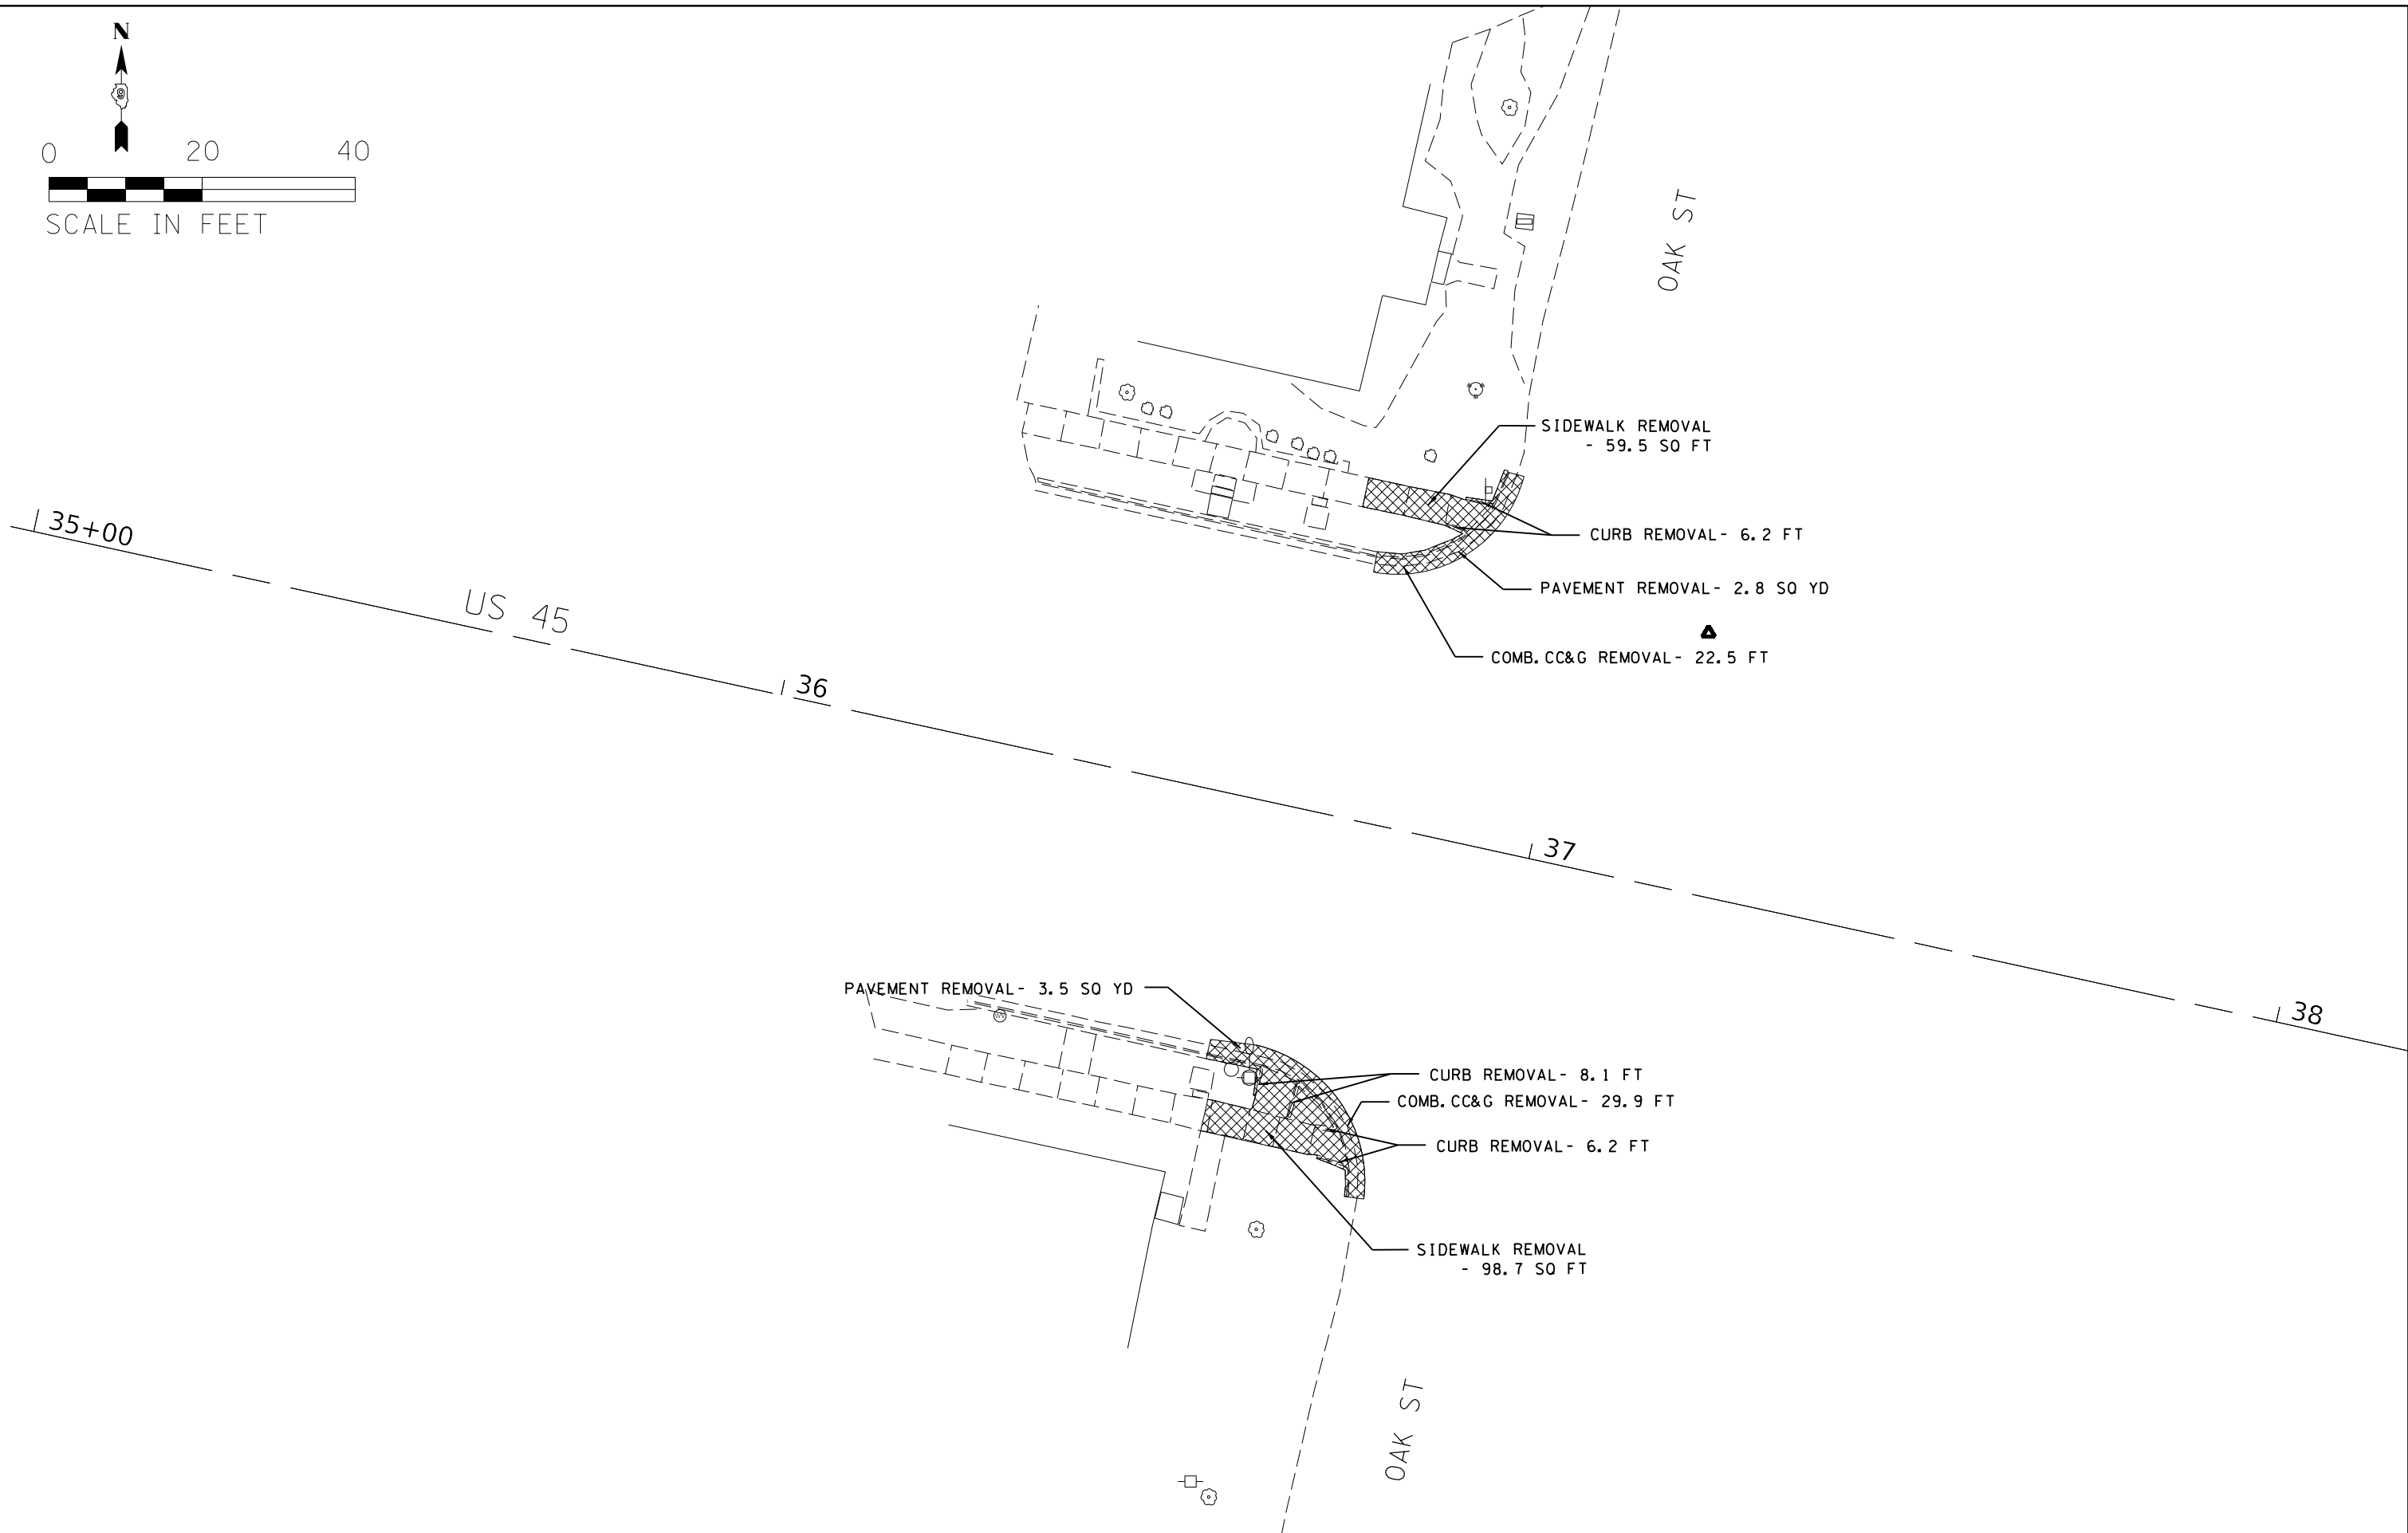 N
0 20 40
SCALE IN FEET
OAK ST
SIDEWALK REMOVAL
- 59.5 SQ FT
CURB REMOVAL- 6.2 FT
PAVEMENT REMOVAL- 2.8 SQ YD
COMB.CC&G REMOVAL- 22.5 FT
35+00
US 45
36
37
38
PAVEMENT REMOVAL- 3.5 SQ YD
CURB REMOVAL- 8.1 FT
COMB.CC&G REMOVAL- 29.9 FT
CURB REMOVAL- 6.2 FT
SIDEWALK REMOVAL
- 98.7 SQ FT
OAK ST